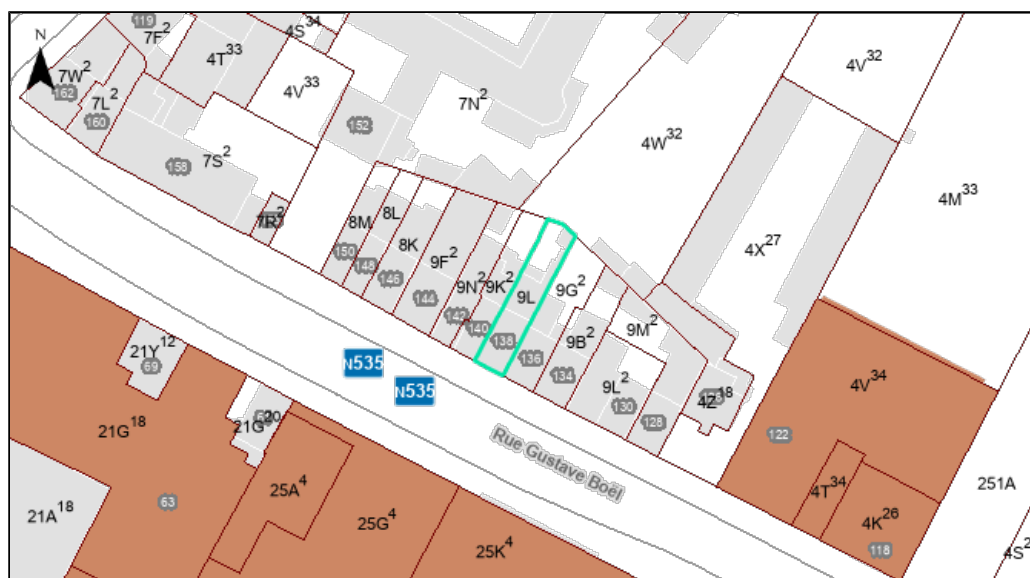 119
7F²
4S³⁴
4T³³
4V³²
N
7W²
162
7L²
160
4V³³
7N²
152
4W³²
158
7S²
4M³³
8M
8L
8K
9F²
9N²
9K²
9L
9G²
9B²
9M²
9L²
4X²⁷
150
148
146
144
142
140
138
136
134
130
128
4Z¹⁸
21Y¹²
69
N535
N535
4V³⁴
122
21G¹⁸
Rue Gustave Boël
25A⁴
4T³⁴
251A
63
21A¹⁸
25G⁴
4K²⁶
25K⁴
118
4S²